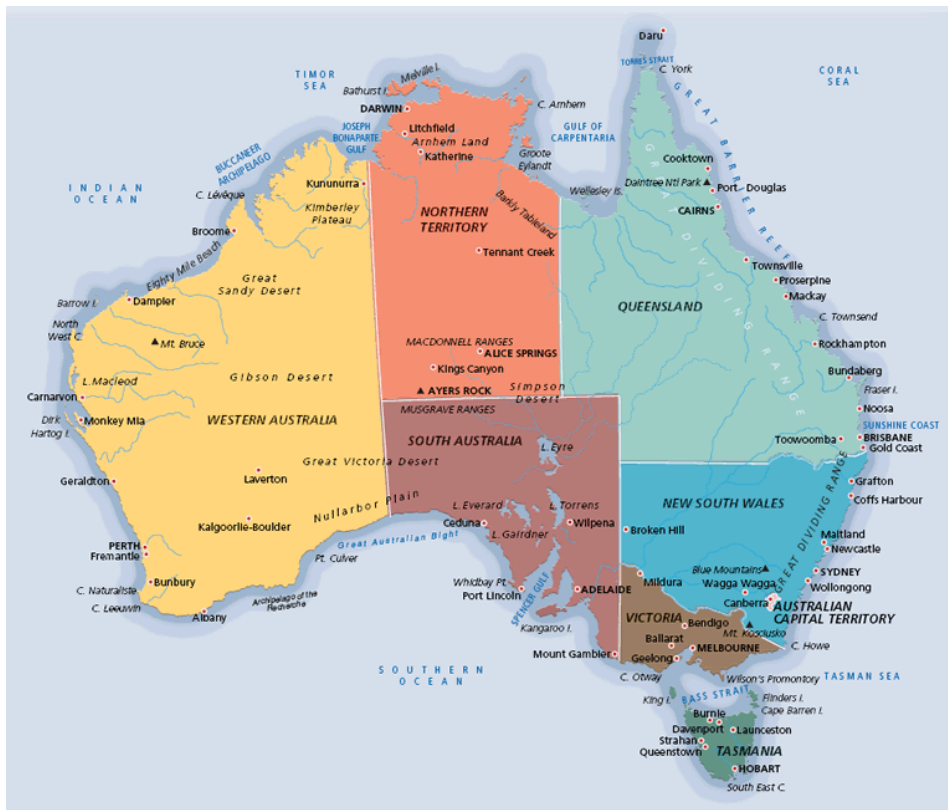 Daru
TORRES STRAIT
C. York
TIMOR
SEA
CORAL
SEA
Melville I.
Bathurst I.
DARWIN
C. Arnhem
GREAT BARRIER REEF
Litchfield
JOSEPH
BONAPARTE
GULF
Arnhem Land
Katherine
GULF OF
CARPENTARIA
Groote
Eylandt
BUCCANEER
ARCHIPELAGO
Cooktown
Daintree Ntl Park
Port Douglas
INDIAN
OCEAN
C. Lévêque
Kununurra
Kimberley
Plateau
Wellesley Is.
Barkly Tableland
CAIRNS
NORTHERN
TERRITORY
GREAT DIVIDING RANGE
Broome
Eighty Mile Beach
Tennant Creek
Townsville
Great
Sandy Desert
Proserpine
Mackay
Barrow I.
Dampier
QUEENSLAND
C. Townsend
North
West C.
Mt. Bruce
MACDONNELL RANGES
ALICE SPRINGS
Rockhampton
Kings Canyon
L.Macleod
Gibson Desert
Bundaberg
AYERS ROCK
Simpson
Desert
Fraser I.
Carnarvon
MUSGRAVE RANGES
Noosa
Dirk
Hartog I.
Monkey Mia
WESTERN AUSTRALIA
SUNSHINE COAST
SOUTH AUSTRALIA
L. Eyre
Toowoomba
BRISBANE
Gold Coast
Great Victoria Desert
Geraldton
Laverton
Grafton
Coffs Harbour
GREAT DIVIDING RANGE
Nullarbor Plain
L. Everard
L. Torrens
NEW SOUTH WALES
Kalgoorlie-Boulder
Ceduna
Wilpena
Broken Hill
L. Gairdner
Great Australian Bight
Maitland
Newcastle
PERTH
Fremantle
Pt. Culver
Blue Mountains
SYDNEY
Bunbury
C. Naturaliste
Whidbay Pt.
Port Lincoln
SPENCER GULF
ADELAIDE
Mildura
Wagga Wagga
Wollongong
Archipelago of the
Recherche
C. Leeuwin
Albany
Canberra
AUSTRALIAN
CAPITAL TERRITORY
Kangaroo I.
VICTORIA
Bendigo
Mt. Kosciusko
Ballarat
MELBOURNE
C. Howe
Mount Gambier
Geelong
SOUTHERN
OCEAN
C. Otway
Wilson's Promontory
TASMAN SEA
King I.
BASS STRAIT
Flinders I.
Cape Barren I.
Burnie
Davenport
Launceston
Strahan
Queenstown
TASMANIA
HOBART
South East C.